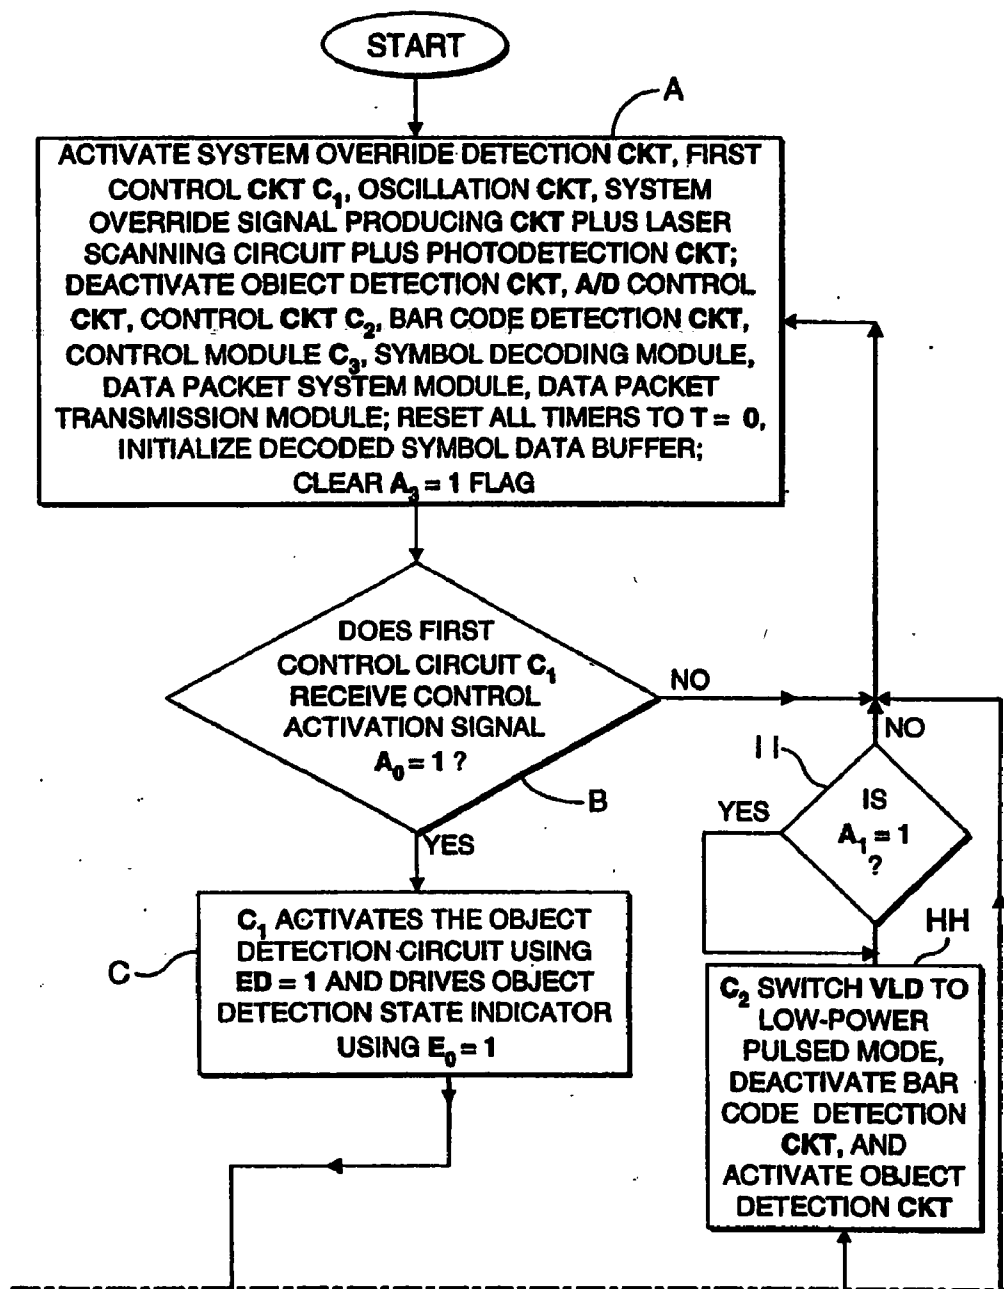 START
A
ACTIVATE SYSTEM OVERRIDE DETECTION CKT, FIRST
CONTROL CKT C₁, OSCILLATION CKT, SYSTEM
OVERRIDE SIGNAL PRODUCING CKT PLUS LASER
SCANNING CIRCUIT PLUS PHOTODETECTION CKT;
DEACTIVATE OBIECT DETECTION CKT, A/D CONTROL
CKT, CONTROL CKT C₂, BAR CODE DETECTION CKT,
CONTROL MODULE C₃, SYMBOL DECODING MODULE,
DATA PACKET SYSTEM MODULE, DATA PACKET
TRANSMISSION MODULE; RESET ALL TIMERS TO T = 0,
INITIALIZE DECODED SYMBOL DATA BUFFER;
CLEAR A₃ = 1 FLAG
DOES FIRST
CONTROL CIRCUIT C₁
RECEIVE CONTROL
ACTIVATION SIGNAL
A₀ = 1 ?
NO
B
YES
C₁ ACTIVATES THE OBJECT
DETECTION CIRCUIT USING
ED = 1 AND DRIVES OBJECT
DETECTION STATE INDICATOR
USING E₀ = 1
C
NO
II
IS
A₁ = 1
?
YES
HH
C₂ SWITCH VLD TO
LOW-POWER
PULSED MODE,
DEACTIVATE BAR
CODE DETECTION
CKT, AND
ACTIVATE OBJECT
DETECTION CKT